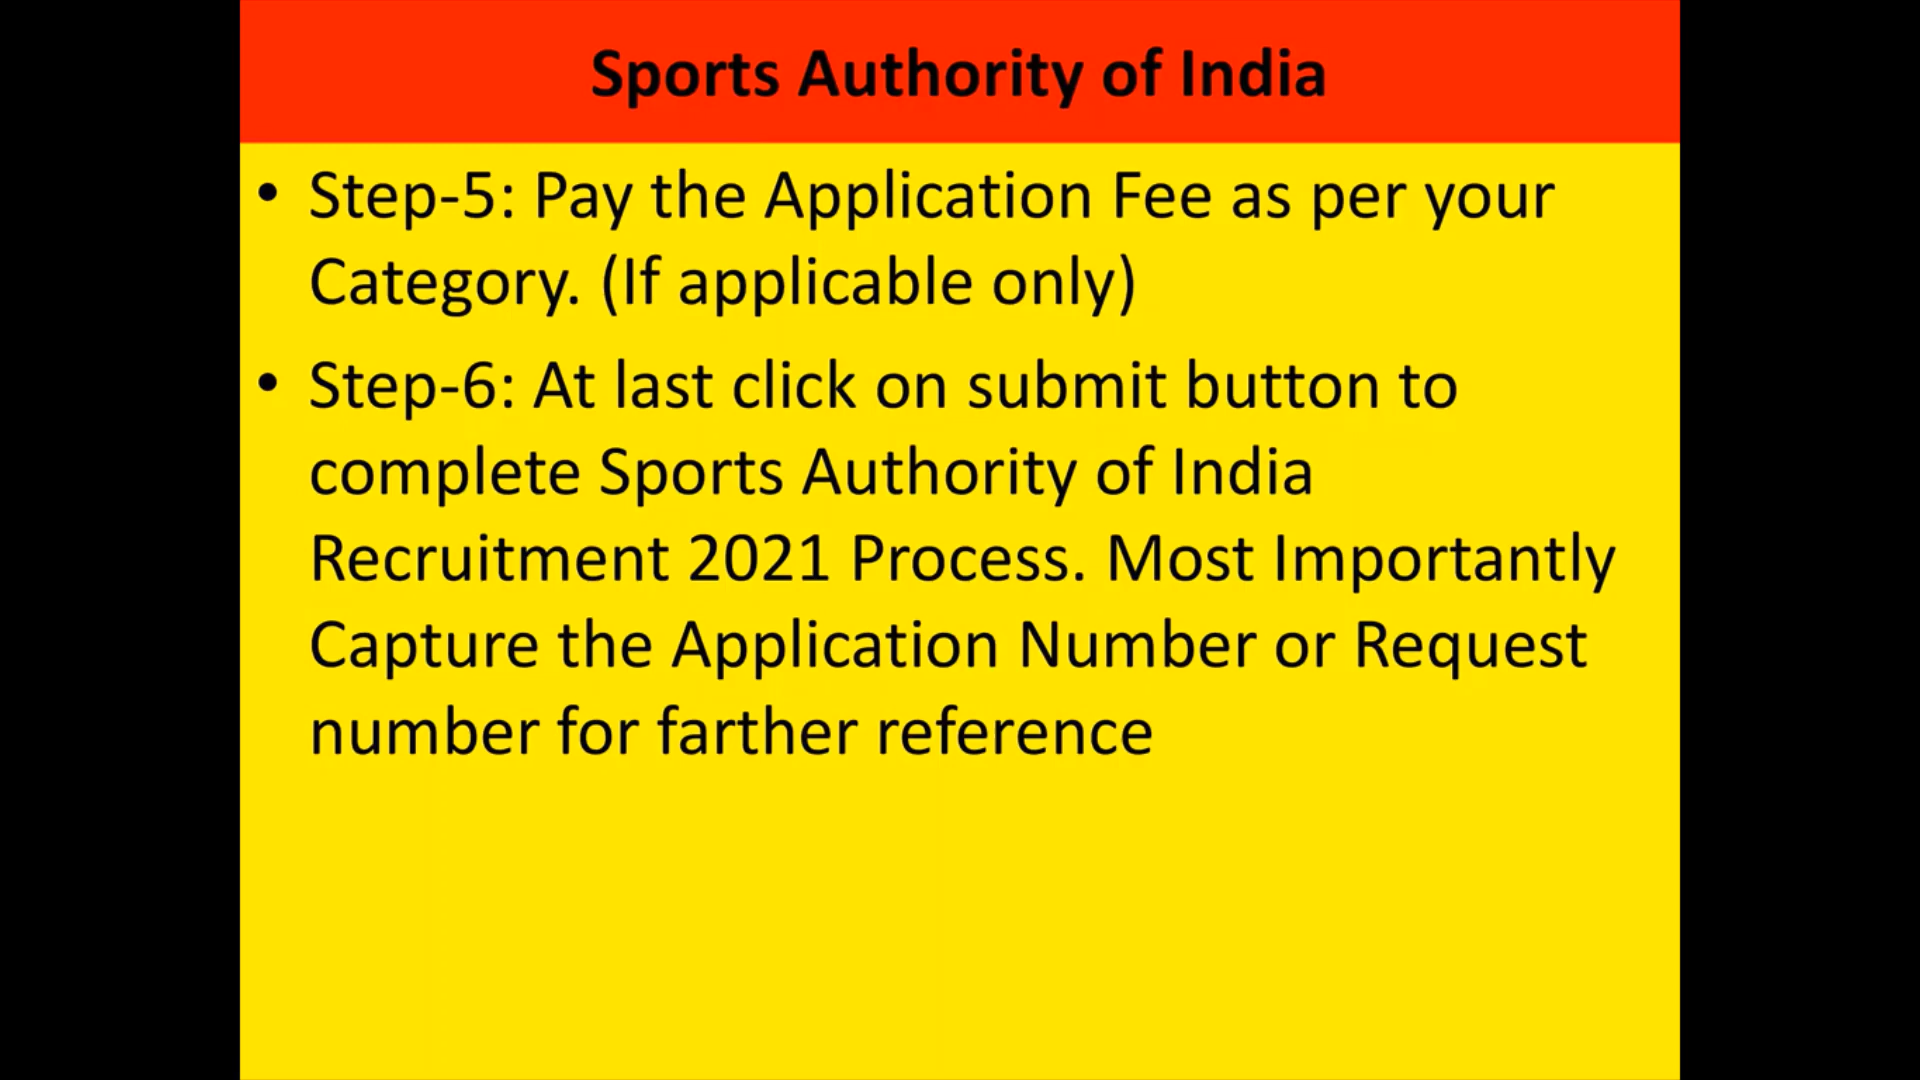 Sports Authority of India
• Step-5: Pay the Application Fee as per your
Category. (If applicable only)
• Step-6: At last click on submit button to
complete Sports Authority of India
Recruitment 2021 Process. Most Importantly
Capture the Application Number or Request
number for farther reference